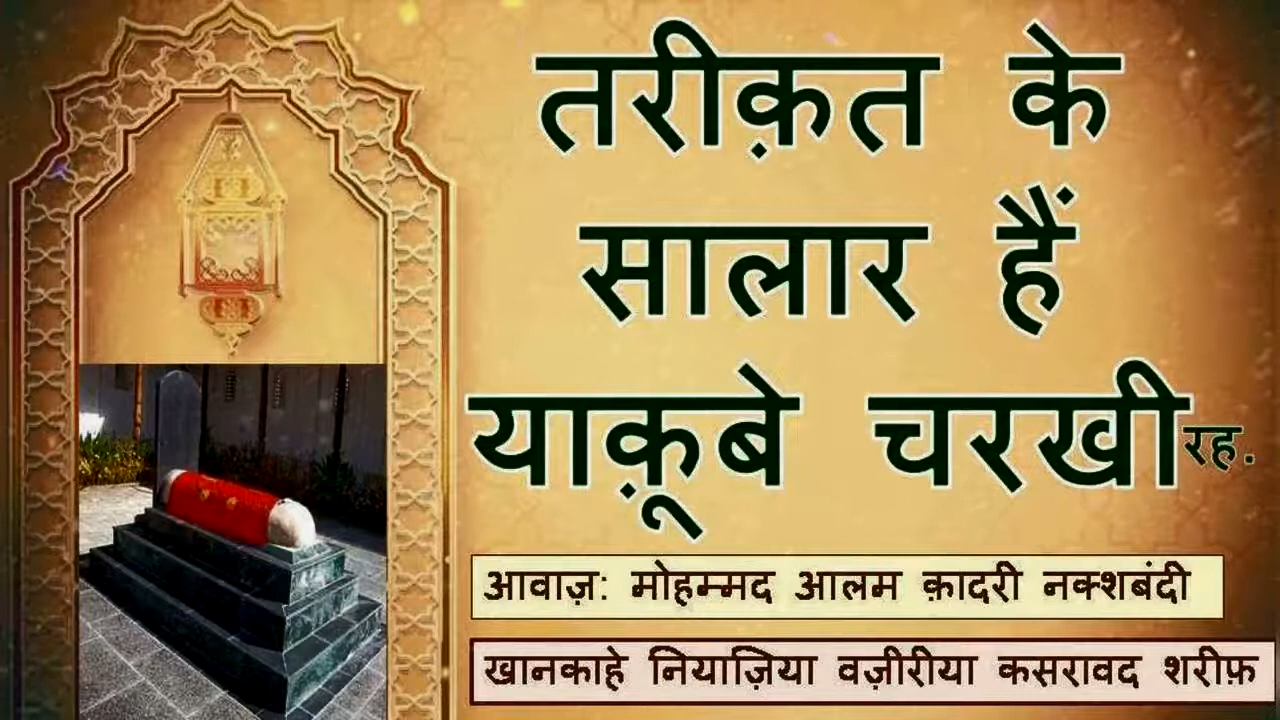 तरीक़त के
सालार हैं
याक़ूबे चरखी रह.
आवाज़: मोहम्मद आलम क़ादरी नक्शबंदी
खानकाहे नियाज़िया वज़ीरीया कसरावद शरीफ़